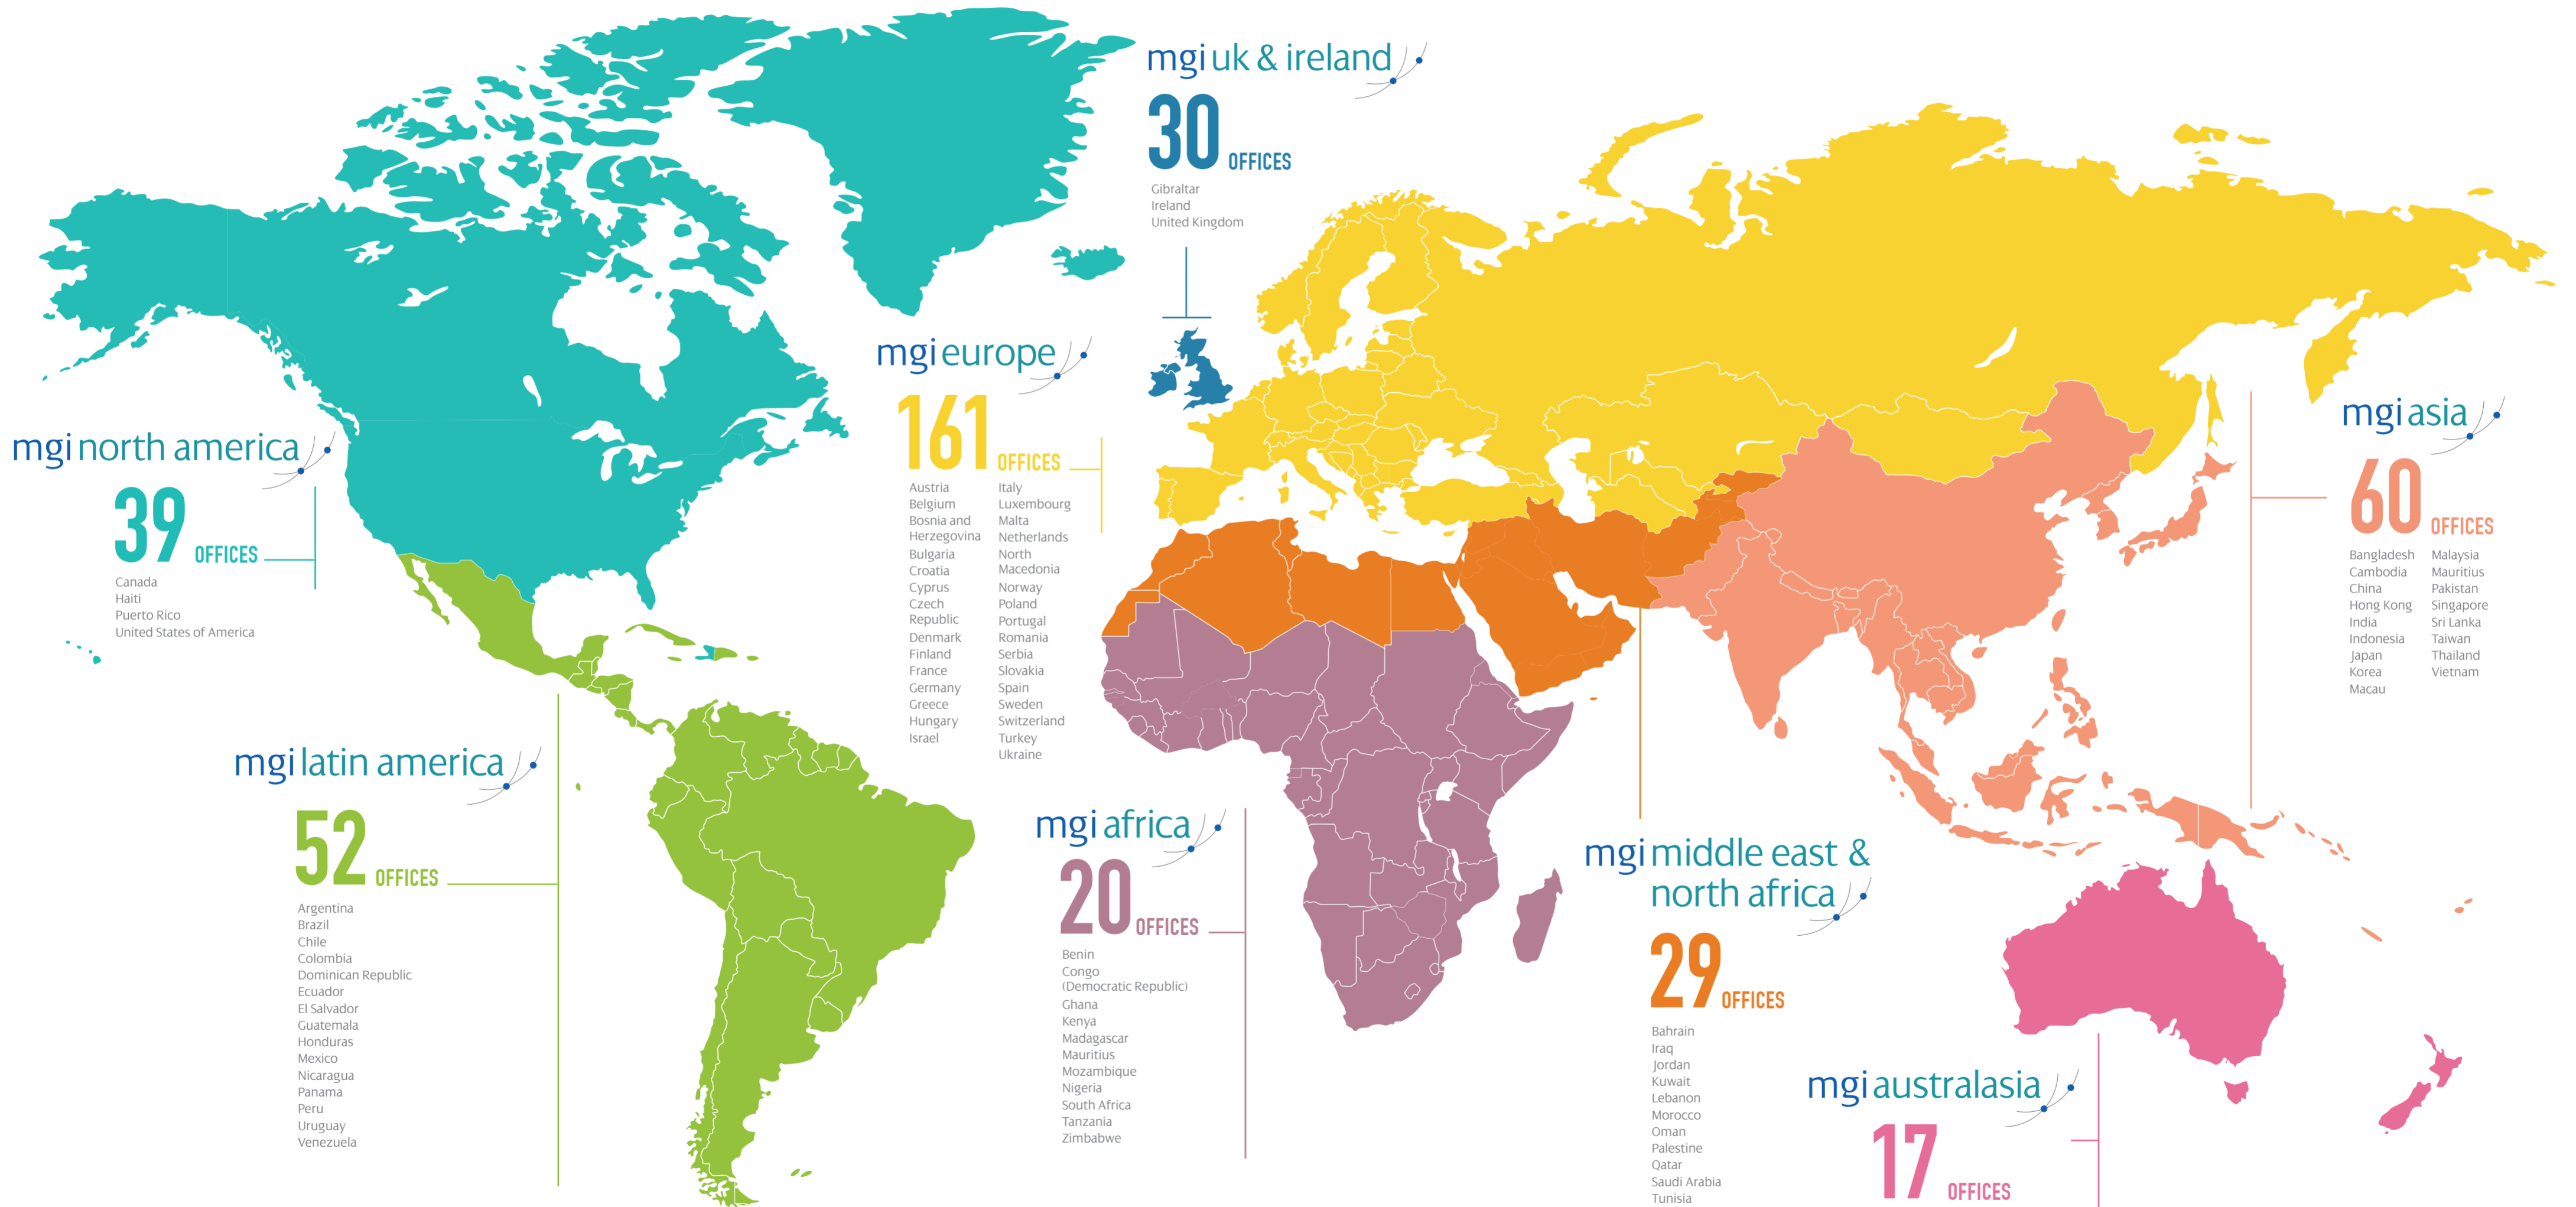 mgi uk & ireland
30 OFFICES
Gibraltar
Ireland
United Kingdom
mgi europe
161 OFFICES
Austria
Belgium
Bosnia and
Herzegovina
Bulgaria
Croatia
Cyprus
Czech
Republic
Denmark
Finland
France
Germany
Greece
Hungary
Israel
Italy
Luxembourg
Malta
Netherlands
North
Macedonia
Norway
Poland
Portugal
Romania
Serbia
Slovakia
Spain
Sweden
Switzerland
Turkey
Ukraine
mgi asia
60 OFFICES
Bangladesh
Cambodia
China
Hong Kong
India
Indonesia
Japan
Korea
Macau
Malaysia
Mauritius
Pakistan
Singapore
Sri Lanka
Taiwan
Thailand
Vietnam
mgi north america
39 OFFICES
Canada
Haiti
Puerto Rico
United States of America
mgi latin america
52 OFFICES
Argentina
Brazil
Chile
Colombia
Dominican Republic
Ecuador
El Salvador
Guatemala
Honduras
Mexico
Nicaragua
Panama
Peru
Uruguay
Venezuela
mgi africa
20 OFFICES
Benin
Congo
(Democratic Republic)
Ghana
Kenya
Madagascar
Mauritius
Mozambique
Nigeria
South Africa
Tanzania
Zimbabwe
mgi middle east &
north africa
29 OFFICES
Bahrain
Iraq
Jordan
Kuwait
Lebanon
Morocco
Oman
Palestine
Qatar
Saudi Arabia
Tunisia
mgi australasia
17 OFFICES